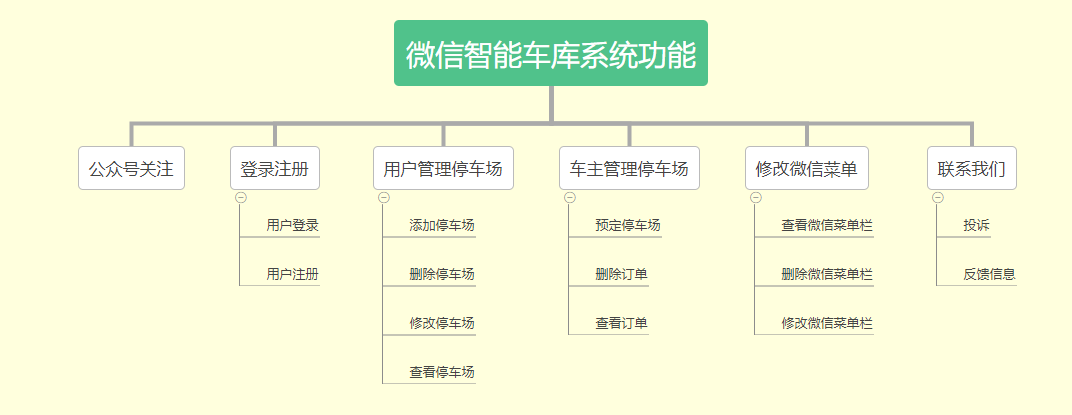 微信智能车库系统功能
公众号关注
登录注册
用户管理停车场
车主管理停车场
修改微信菜单
联系我们
用户登录
用户注册
添加停车场
删除停车场
修改停车场
查看停车场
预定停车场
删除订单
查看订单
查看微信菜单栏
删除微信菜单栏
修改微信菜单栏
投诉
反馈信息